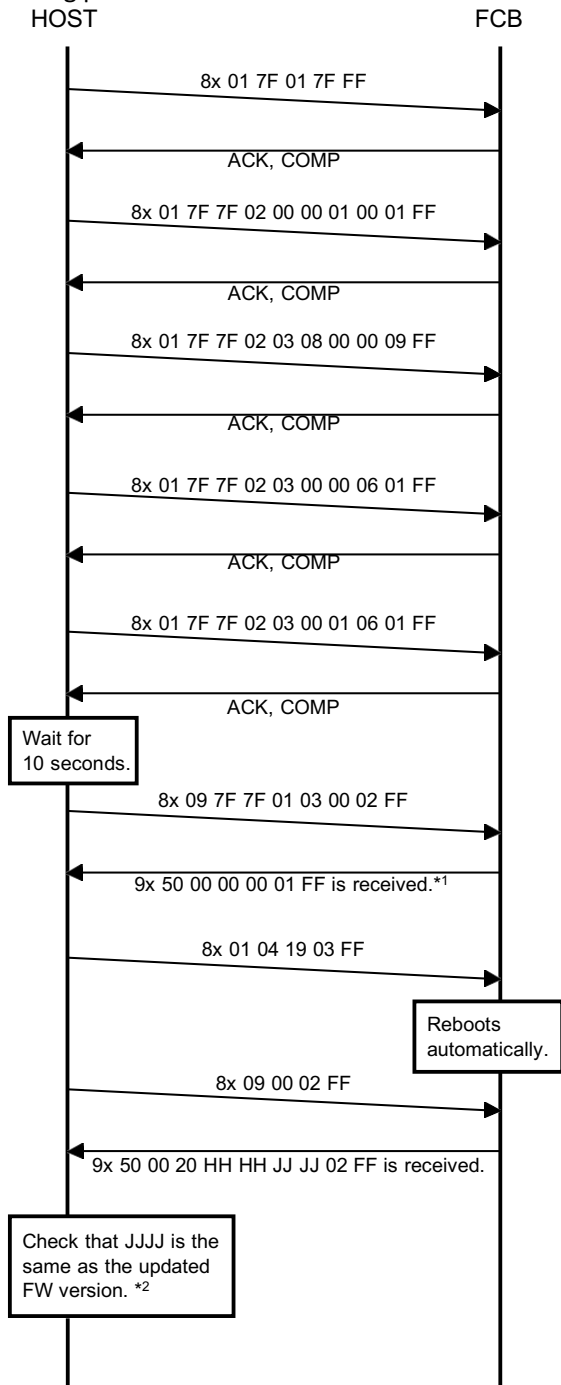 HOST
FCB
8x 01 7F 01 7F FF
ACK, COMP
8x 01 7F 7F 02 00 00 01 00 01 FF
ACK, COMP
8x 01 7F 7F 02 03 08 00 00 09 FF
ACK, COMP
8x 01 7F 7F 02 03 00 00 06 01 FF
ACK, COMP
8x 01 7F 7F 02 03 00 01 06 01 FF
ACK, COMP
Wait for
10 seconds.
8x 09 7F 7F 01 03 00 02 FF
9x 50 00 00 00 01 FF is received.*1
8x 01 04 19 03 FF
Reboots
automatically.
8x 09 00 02 FF
9x 50 00 20 HH HH JJ JJ 02 FF is received.
Check that JJJJ is the
same as the updated
FW version. *2